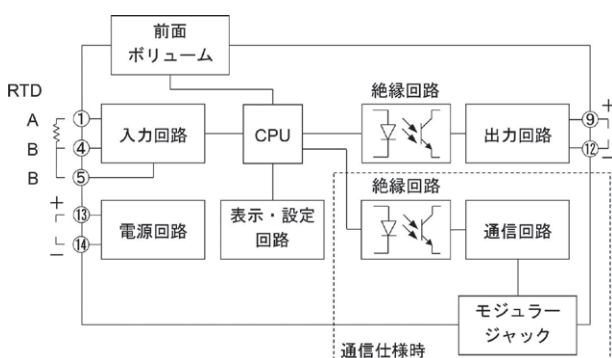 前面
ボリューム
RTD
A
①
B
④
B
⑤
入力回路
CPU
絶縁回路
出力回路
⑨
+
⑫
−
+
⑬
−
⑭
電源回路
表示・設定
回路
絶縁回路
通信回路
モジュラー
ジャック
通信仕様時